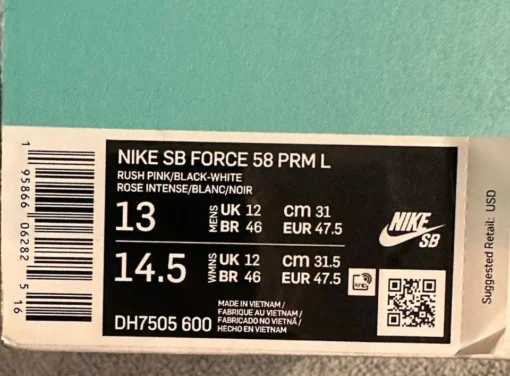 NIKE SB FORCE 58 PRM L
RUSH PINK/BLACK-WHITE
ROSE INTENSE/BLANC/NOIR
13 MENS UK 12 cm 31
BR 46 EUR 47.5
14.5 WMNS UK 12 cm 31.5
BR 46 EUR 47.5
NIKE
SB
MADE IN VIETNAM /
FABRIQUE AU VIETNAM /
FABRICADO NO VIETNÃ /
HECHO EN VIETNAM
DH7505 600
1 95866 06282 5 16
Suggested Retail: USD